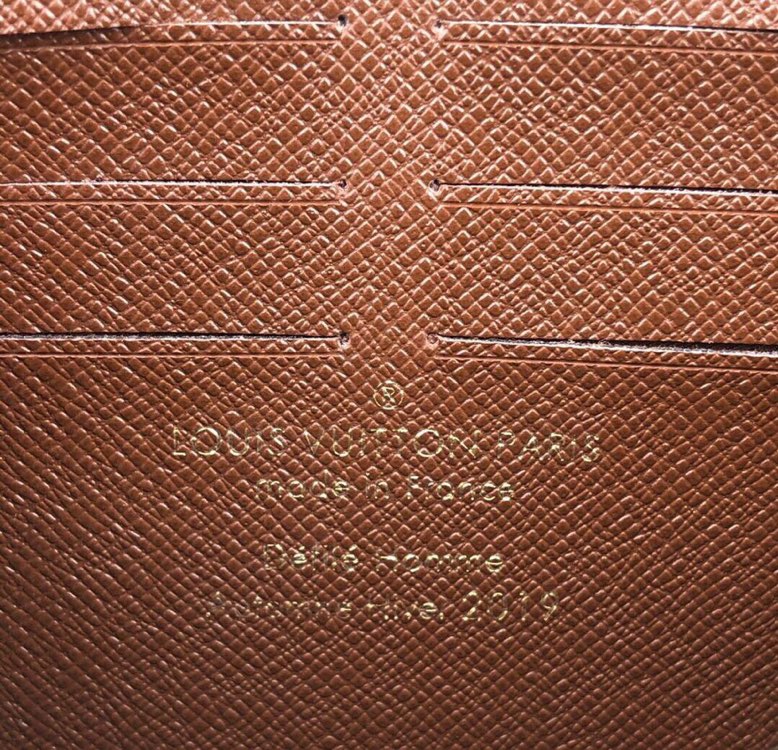 ®
LOUIS VUITTON PARIS
made in France
Défilé Homme
Automne Hiver 2019